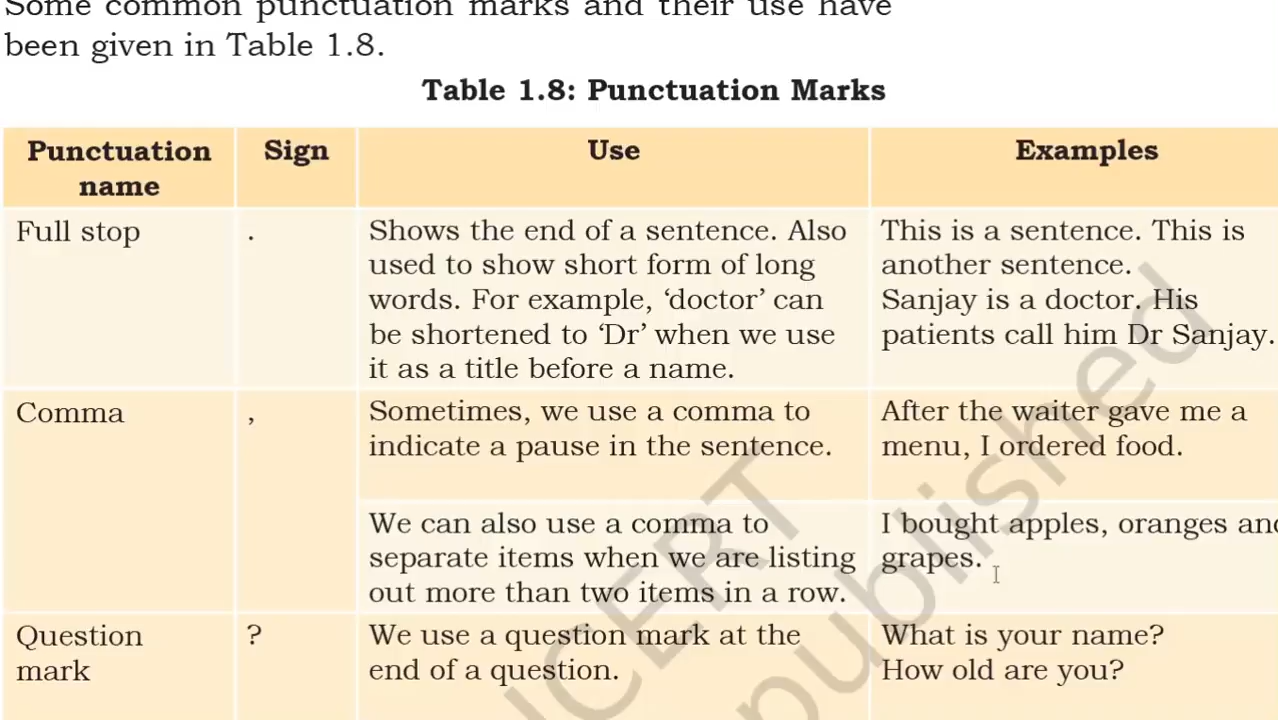 Some common punctuation marks and their use have
been given in Table 1.8.
Table 1.8: Punctuation Marks
Punctuation
name
Sign
Use
Examples
Full stop
.
Shows the end of a sentence. Also
used to show short form of long
words. For example, ‘doctor’ can
be shortened to ‘Dr’ when we use
it as a title before a name.
This is a sentence. This is
another sentence.
Sanjay is a doctor. His
patients call him Dr Sanjay.
Comma
,
Sometimes, we use a comma to
indicate a pause in the sentence.
After the waiter gave me a
menu, I ordered food.
We can also use a comma to
separate items when we are listing
out more than two items in a row.
I bought apples, oranges and
grapes.
Question
mark
?
We use a question mark at the
end of a question.
What is your name?
How old are you?
published